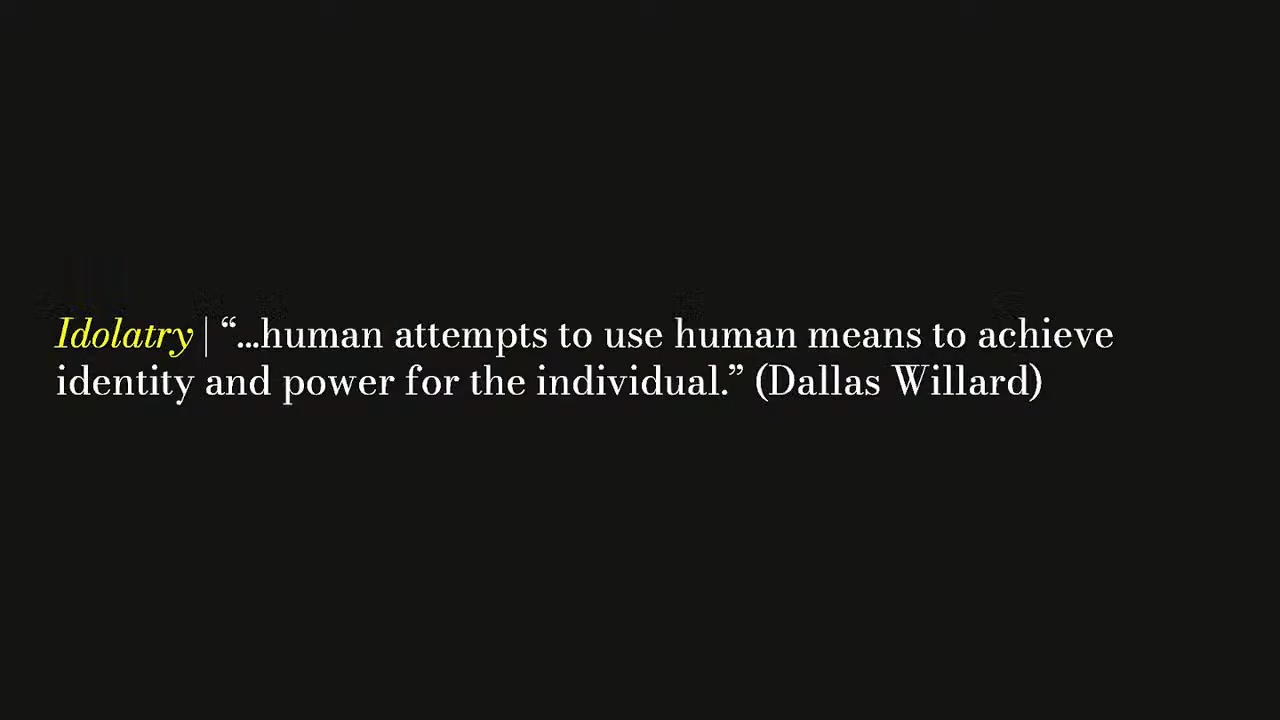 Idolatry | “...human attempts to use human means to achieve
identity and power for the individual.” (Dallas Willard)